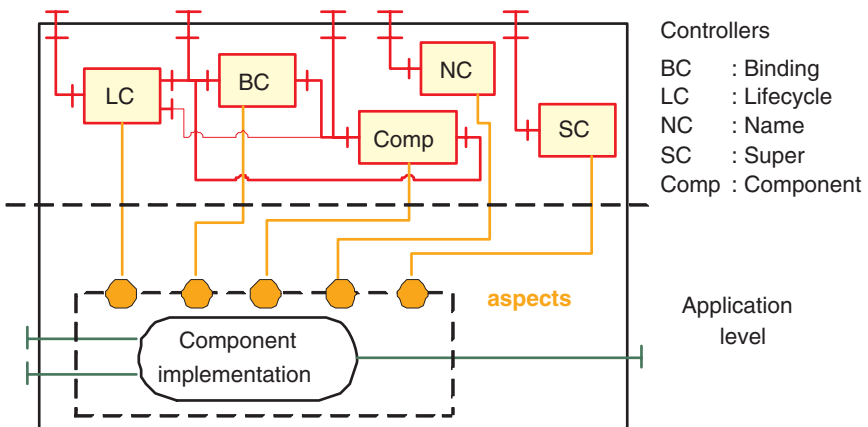 Controllers
BC : Binding
LC : Lifecycle
NC : Name
SC : Super
Comp : Component
LC
BC
NC
Comp
SC
aspects
Application
level
Component
implementation